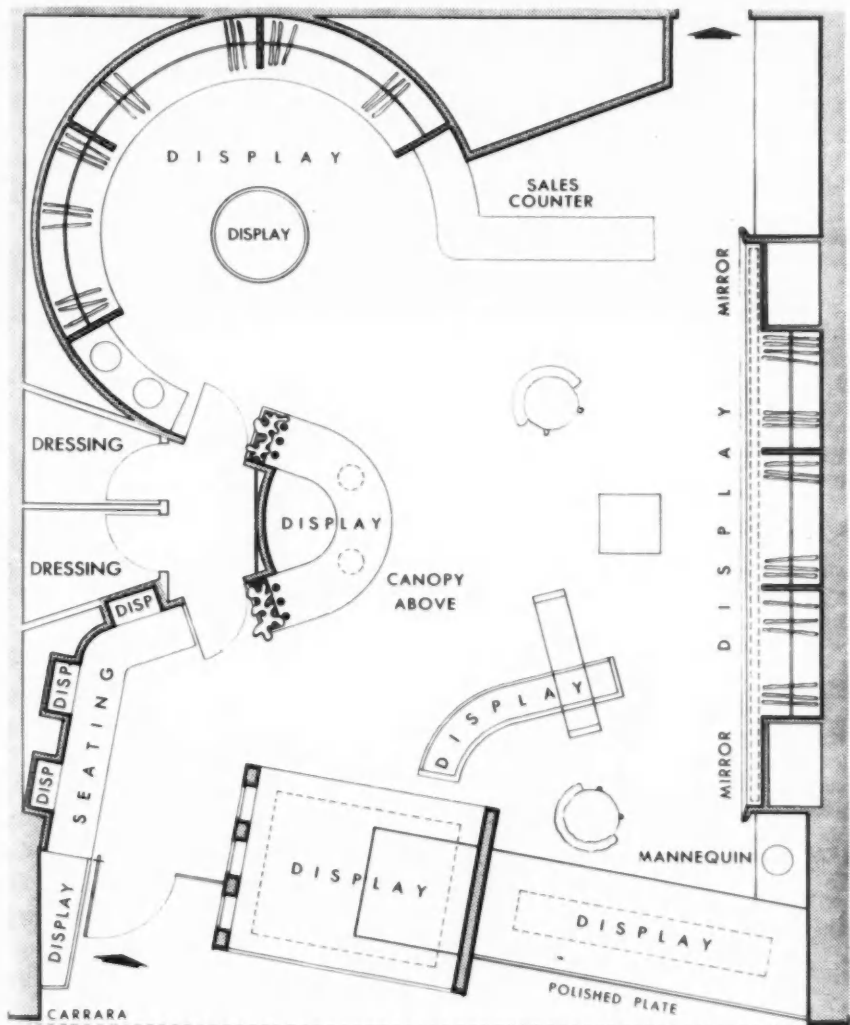 DISPLAY
SALES
COUNTER
DISPLAY
MIRROR
DRESSING
DISPLAY
DISPLAY
DRESSING
CANOPY
ABOVE
DISP
DISP
SEATING
DISPLAY
DISP
MIRROR
MANNEQUIN
DISPLAY
DISPLAY
DISPLAY
POLISHED PLATE
CARRARA